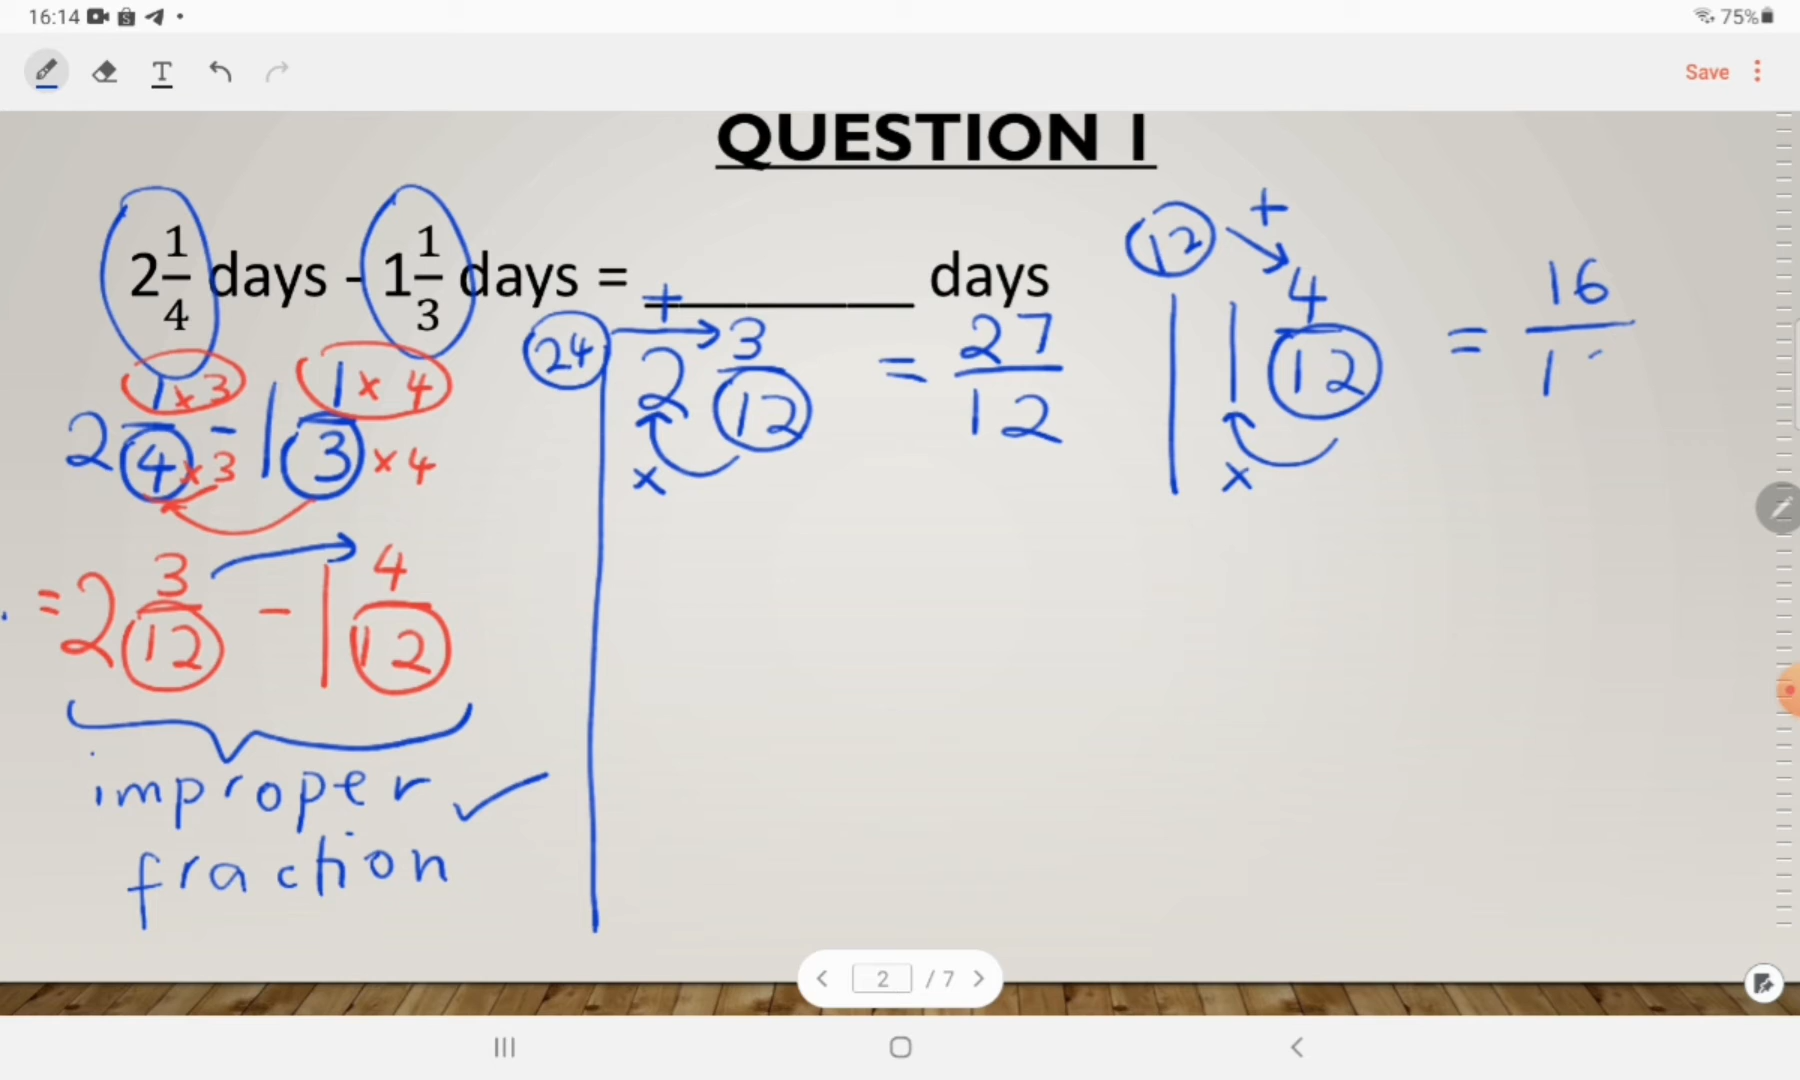 16:14
75%
T
Save
QUESTION 1
2 1/4 days - 1 1/3 days = ________ days
2 1×3/4×3 - 1 1×4/3×4
= 2 3/12 - 1 4/12
improper
fraction
24 + 2 3/12 = 27/12
×
12 + 1 4/12 = 16/1
×
2 / 7